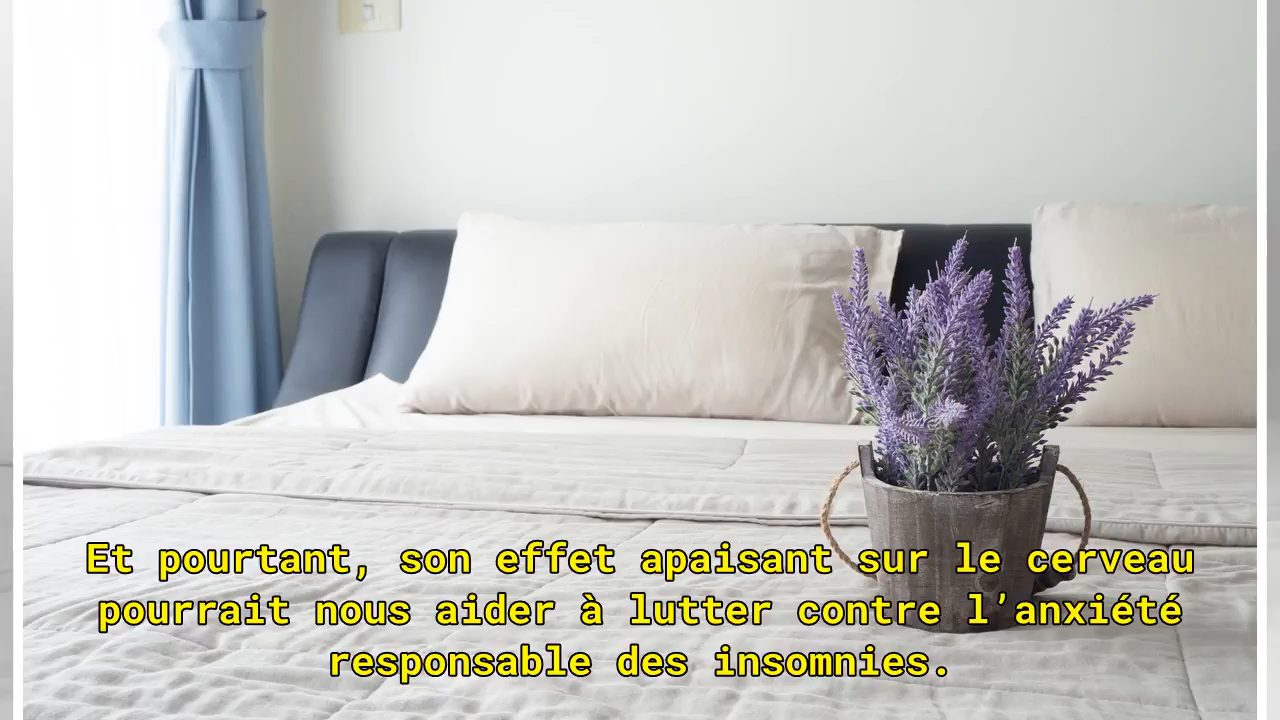 Et pourtant, son effet apaisant sur le cerveau
pourrait nous aider à lutter contre l’anxiété
responsable des insomnies.